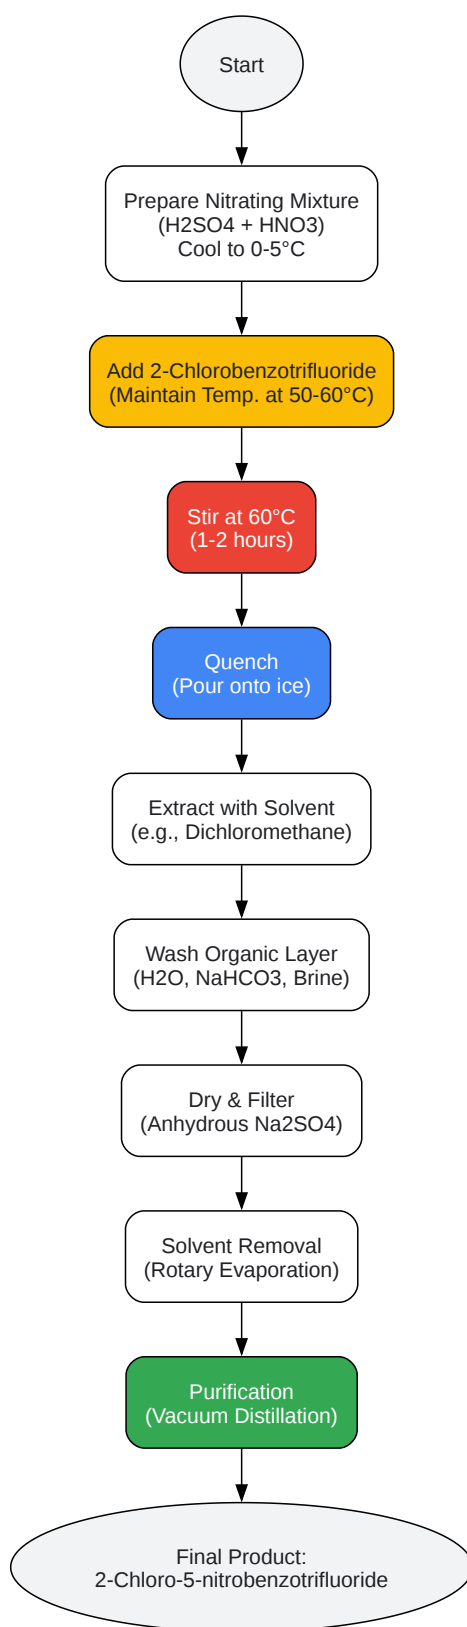 Start
Prepare Nitrating Mixture
(H2SO4 + HNO3)
Cool to 0-5°C
Add 2-Chlorobenzotrifluoride
(Maintain Temp. at 50-60°C)
Stir at 60°C
(1-2 hours)
Quench
(Pour onto ice)
Extract with Solvent
(e.g., Dichloromethane)
Wash Organic Layer
(H2O, NaHCO3, Brine)
Dry & Filter
(Anhydrous Na2SO4)
Solvent Removal
(Rotary Evaporation)
Purification
(Vacuum Distillation)
Final Product:
2-Chloro-5-nitrobenzotrifluoride